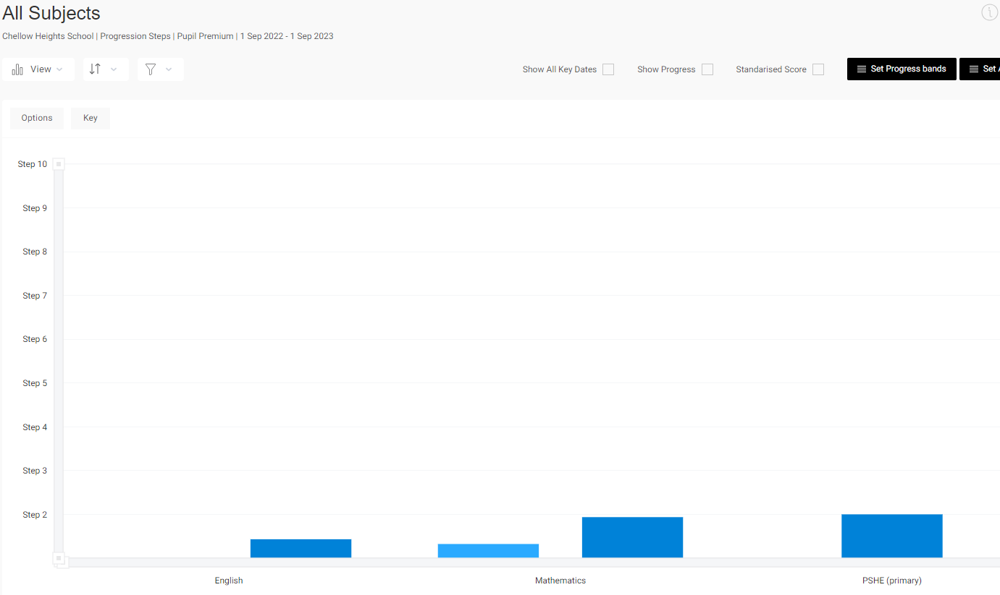 All Subjects
Chellow Heights School | Progression Steps | Pupil Premium | 1 Sep 2022 - 1 Sep 2023
View
Show All Key Dates
Show Progress
Standarised Score
Set Progress bands
Set A
Options
Key
Step 10
Step 9
Step 8
Step 7
Step 6
Step 5
Step 4
Step 3
Step 2
English
Mathematics
PSHE (primary)